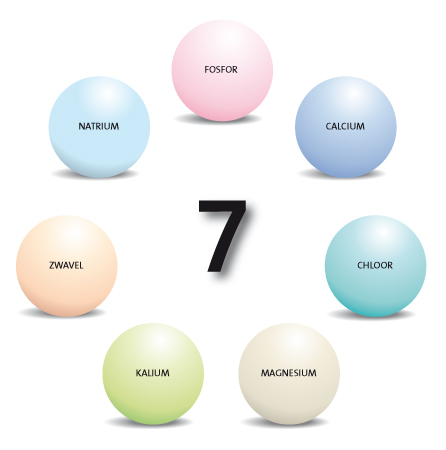 FOSFOR
NATRIUM
CALCIUM
7
ZWAVEL
CHLOOR
KALIUM
MAGNESIUM